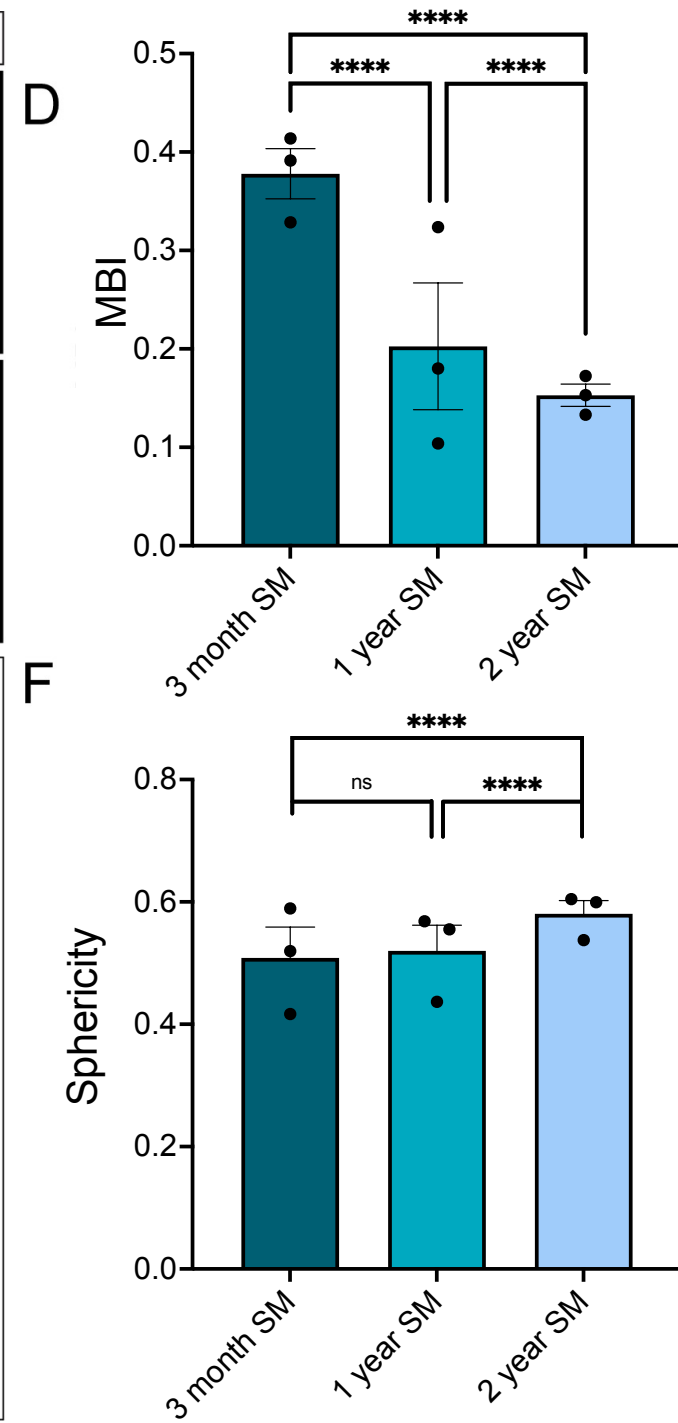 D
****
**** ****
0.5
0.4
0.3
0.2
0.1
0.0
MBI
3 month SM
1 year SM
2 year SM
F
****
ns ****
0.8
0.6
0.4
0.2
0.0
Sphericity
3 month SM
1 year SM
2 year SM